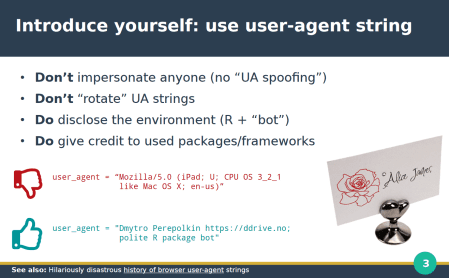 Introduce yourself: use user-agent string
• Don’t impersonate anyone (no “UA spoofing”)
• Don’t “rotate” UA strings
• Do disclose the environment (R + “bot”)
• Do give credit to used packages/frameworks
user_agent = “Mozilla/5.0 (iPad; U; CPU OS 3_2_1
like Mac OS X; en-us)”
user_agent = “Dmytro Perepolkin https://ddrive.no;
polite R package bot"
See also: Hilariously disastrous history of browser user-agent strings
3